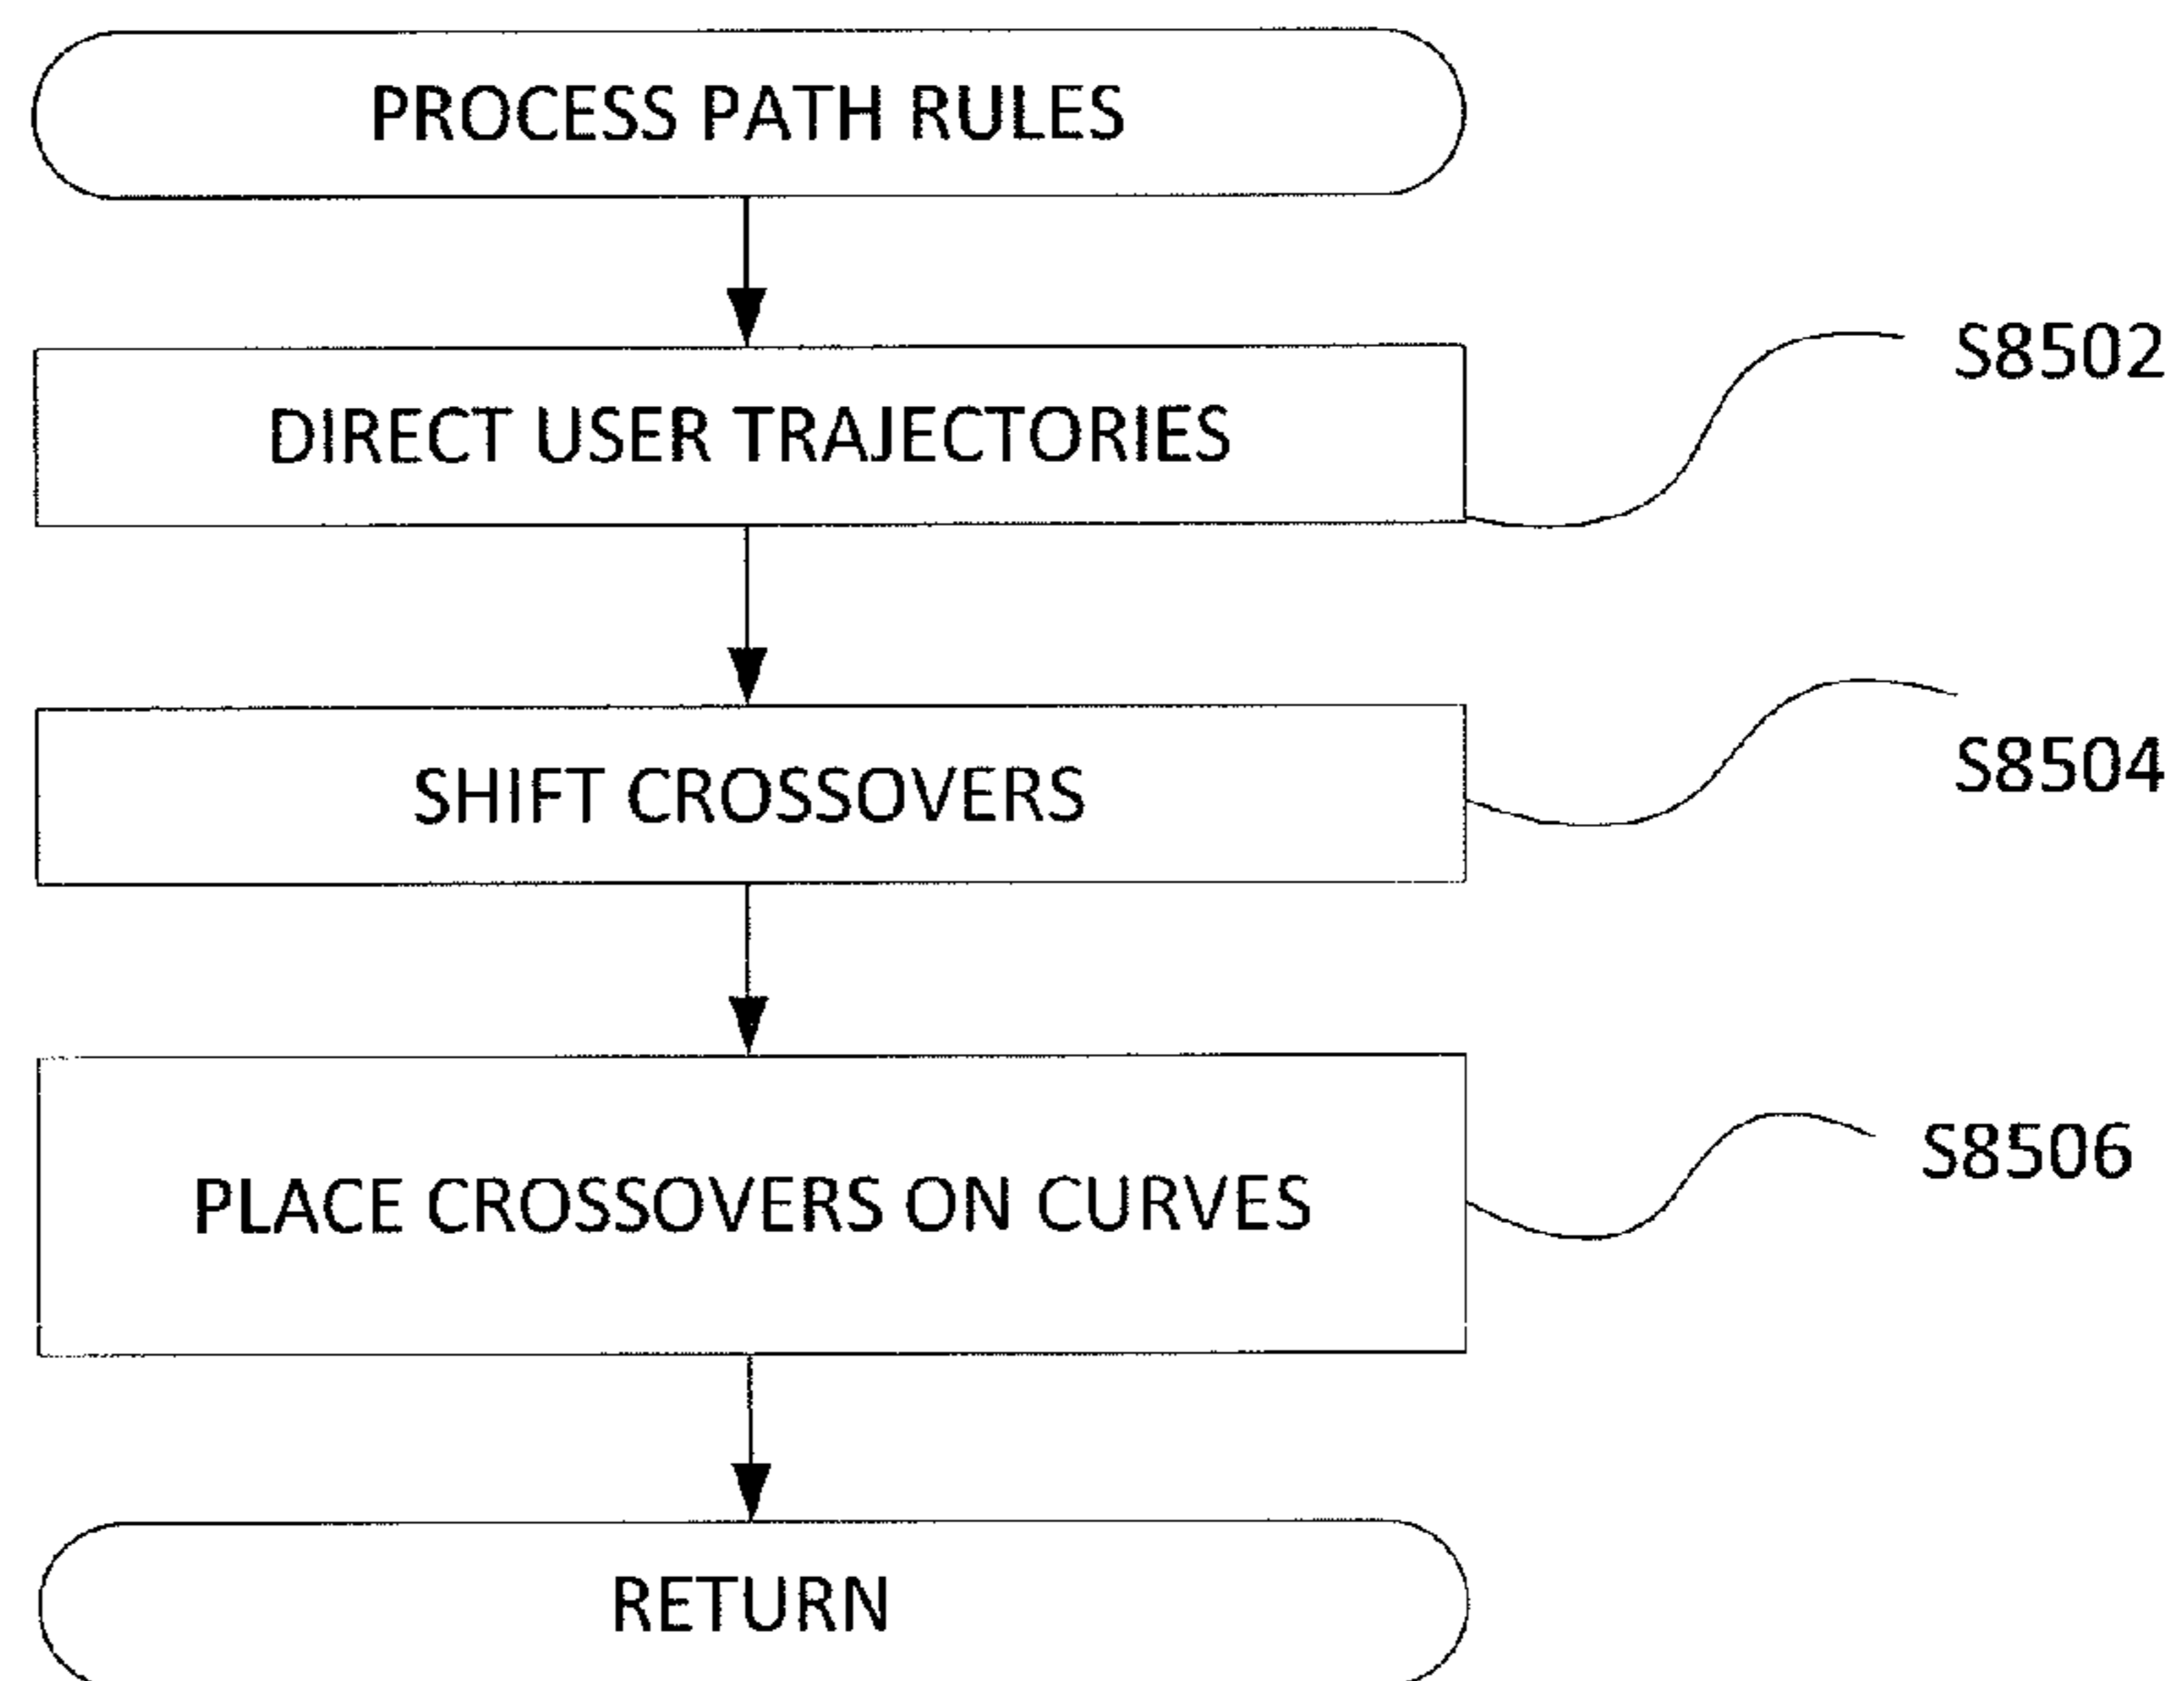 PROCESS PATH RULES
DIRECT USER TRAJECTORIES
S8502
SHIFT CROSSOVERS
S8504
PLACE CROSSOVERS ON CURVES
S8506
RETURN